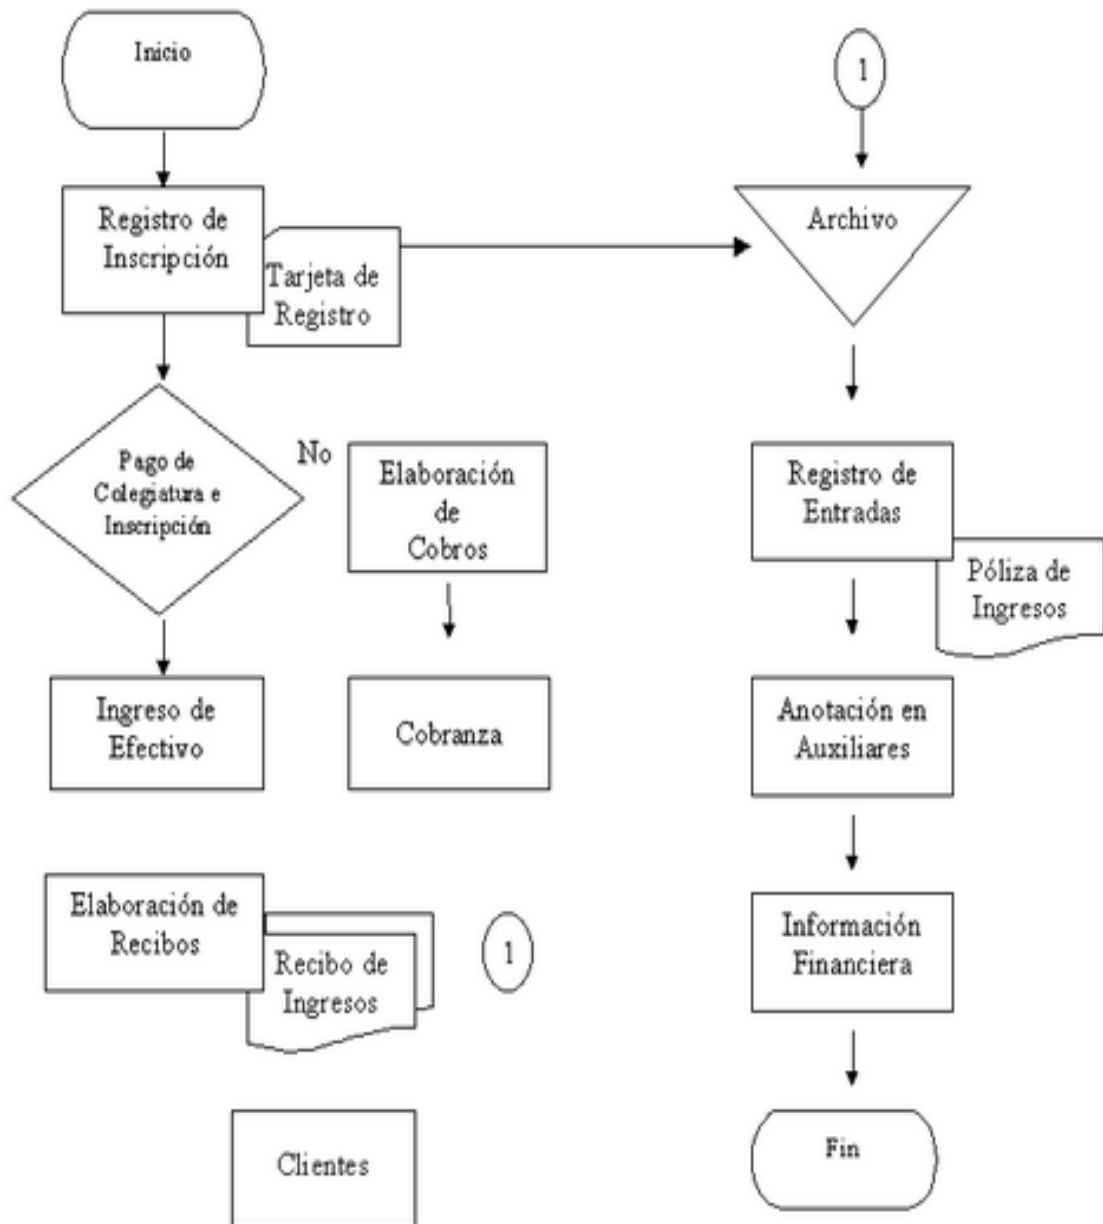 Inicio
Registro de
Inscripción
Tarjeta de
Registro
Pago de
Colegiatura e
Inscripción
No
Elaboración
de
Cobros
Ingreso de
Efectivo
Cobranza
Elaboración de
Recibos
Recibo de
Ingresos
1
Clientes
1
Archivo
Registro de
Entradas
Póliza de
Ingresos
Anotación en
Auxiliares
Información
Financiera
Fin